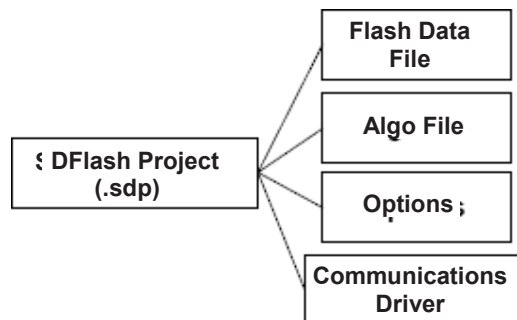 Flash Data
File
Algo File
SDFlash Project
(.sdp)
Options
Communications
Driver